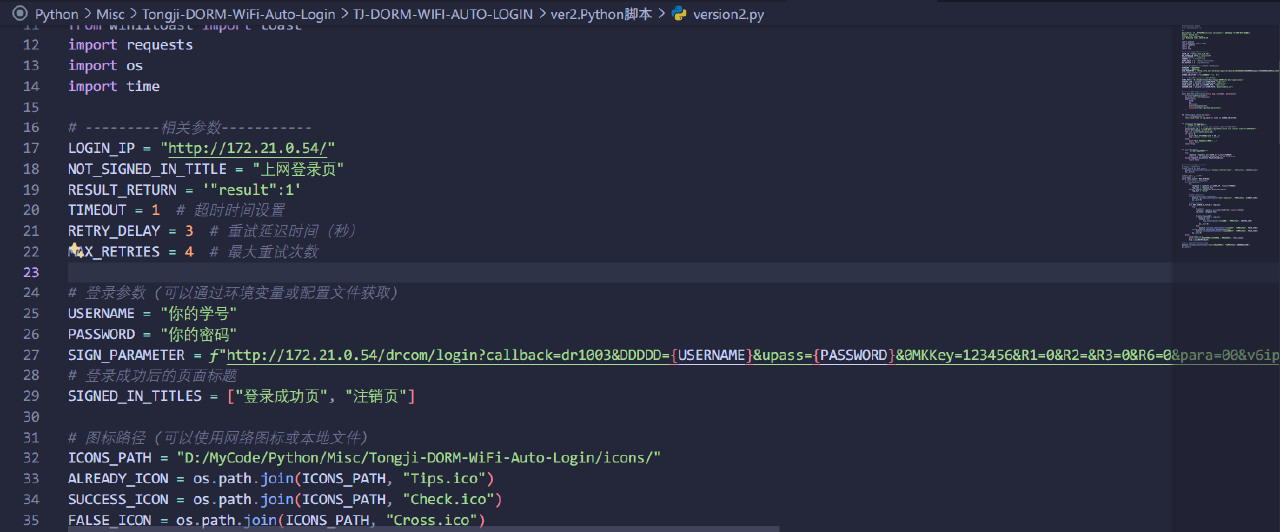 Python > Misc > Tongji-DORM-WiFi-Auto-Login > TJ-DORM-WIFI-AUTO-LOGIN > ver2.Python脚本 > version2.py
11 from win11toast import toast
12 import requests
13 import os
14 import time
15
16 # ---------相关参数-----------
17 LOGIN_IP = "http://172.21.0.54/"
18 NOT_SIGNED_IN_TITLE = "上网登录页"
19 RESULT_RETURN = '"result":1'
20 TIMEOUT = 1  # 超时时间设置
21 RETRY_DELAY = 3  # 重试延迟时间（秒）
22 MAX_RETRIES = 4  # 最大重试次数
23
24 # 登录参数（可以通过环境变量或配置文件获取）
25 USERNAME = "你的学号"
26 PASSWORD = "你的密码"
27 SIGN_PARAMETER = f"http://172.21.0.54/drcom/login?callback=dr1003&DDDDD={USERNAME}&upass={PASSWORD}&0MKKey=123456&R1=0&R2=&R3=0&R6=0&para=00&v6ip
28 # 登录成功后的页面标题
29 SIGNED_IN_TITLES = ["登录成功页", "注销页"]
30
31 # 图标路径（可以使用网络图标或本地文件）
32 ICONS_PATH = "D:/MyCode/Python/Misc/Tongji-DORM-WiFi-Auto-Login/icons/"
33 ALREADY_ICON = os.path.join(ICONS_PATH, "Tips.ico")
34 SUCCESS_ICON = os.path.join(ICONS_PATH, "Check.ico")
35 FALSE_ICON = os.path.join(ICONS_PATH, "Cross.ico")